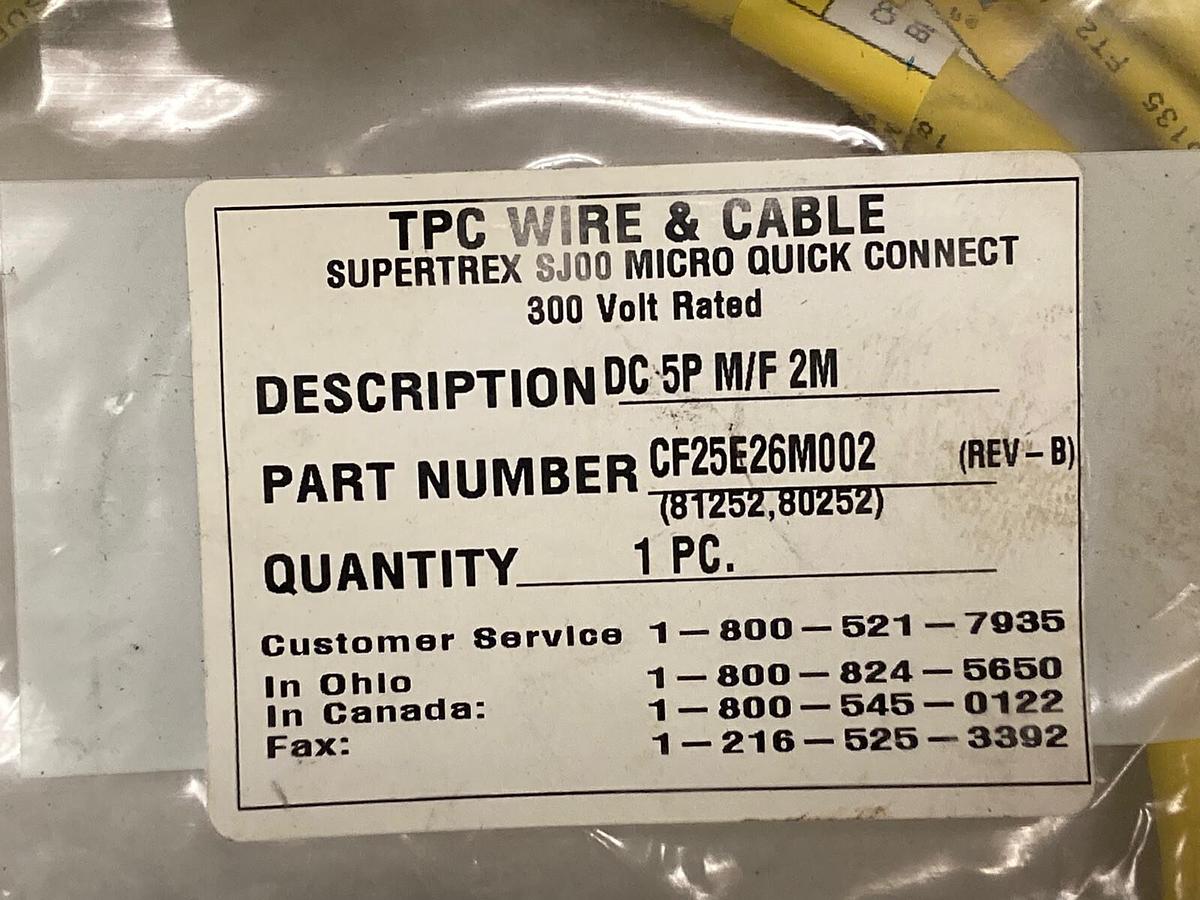 FT2
TPC WIRE & CABLE
SUPERTREX SJ00 MICRO QUICK CONNECT
300 Volt Rated
DESCRIPTION DC 5P M/F 2M
PART NUMBER CF25E26M002 (REV-B)
(81252,80252)
QUANTITY 1 PC.
Customer Service 1-800-521-7935
In Ohio 1-800-824-5650
In Canada: 1-800-545-0122
Fax: 1-216-525-3392